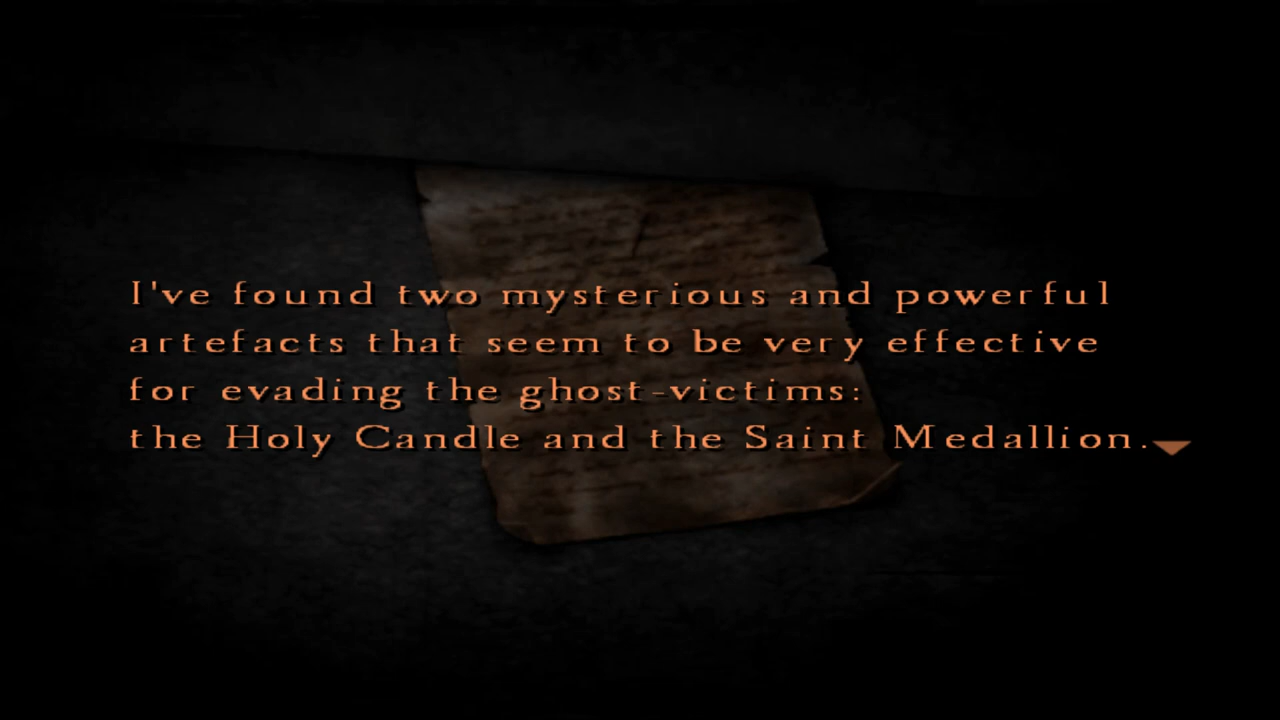 I've found two mysterious and powerful
artefacts that seem to be very effective
for evading the ghost-victims:
the Holy Candle and the Saint Medallion.